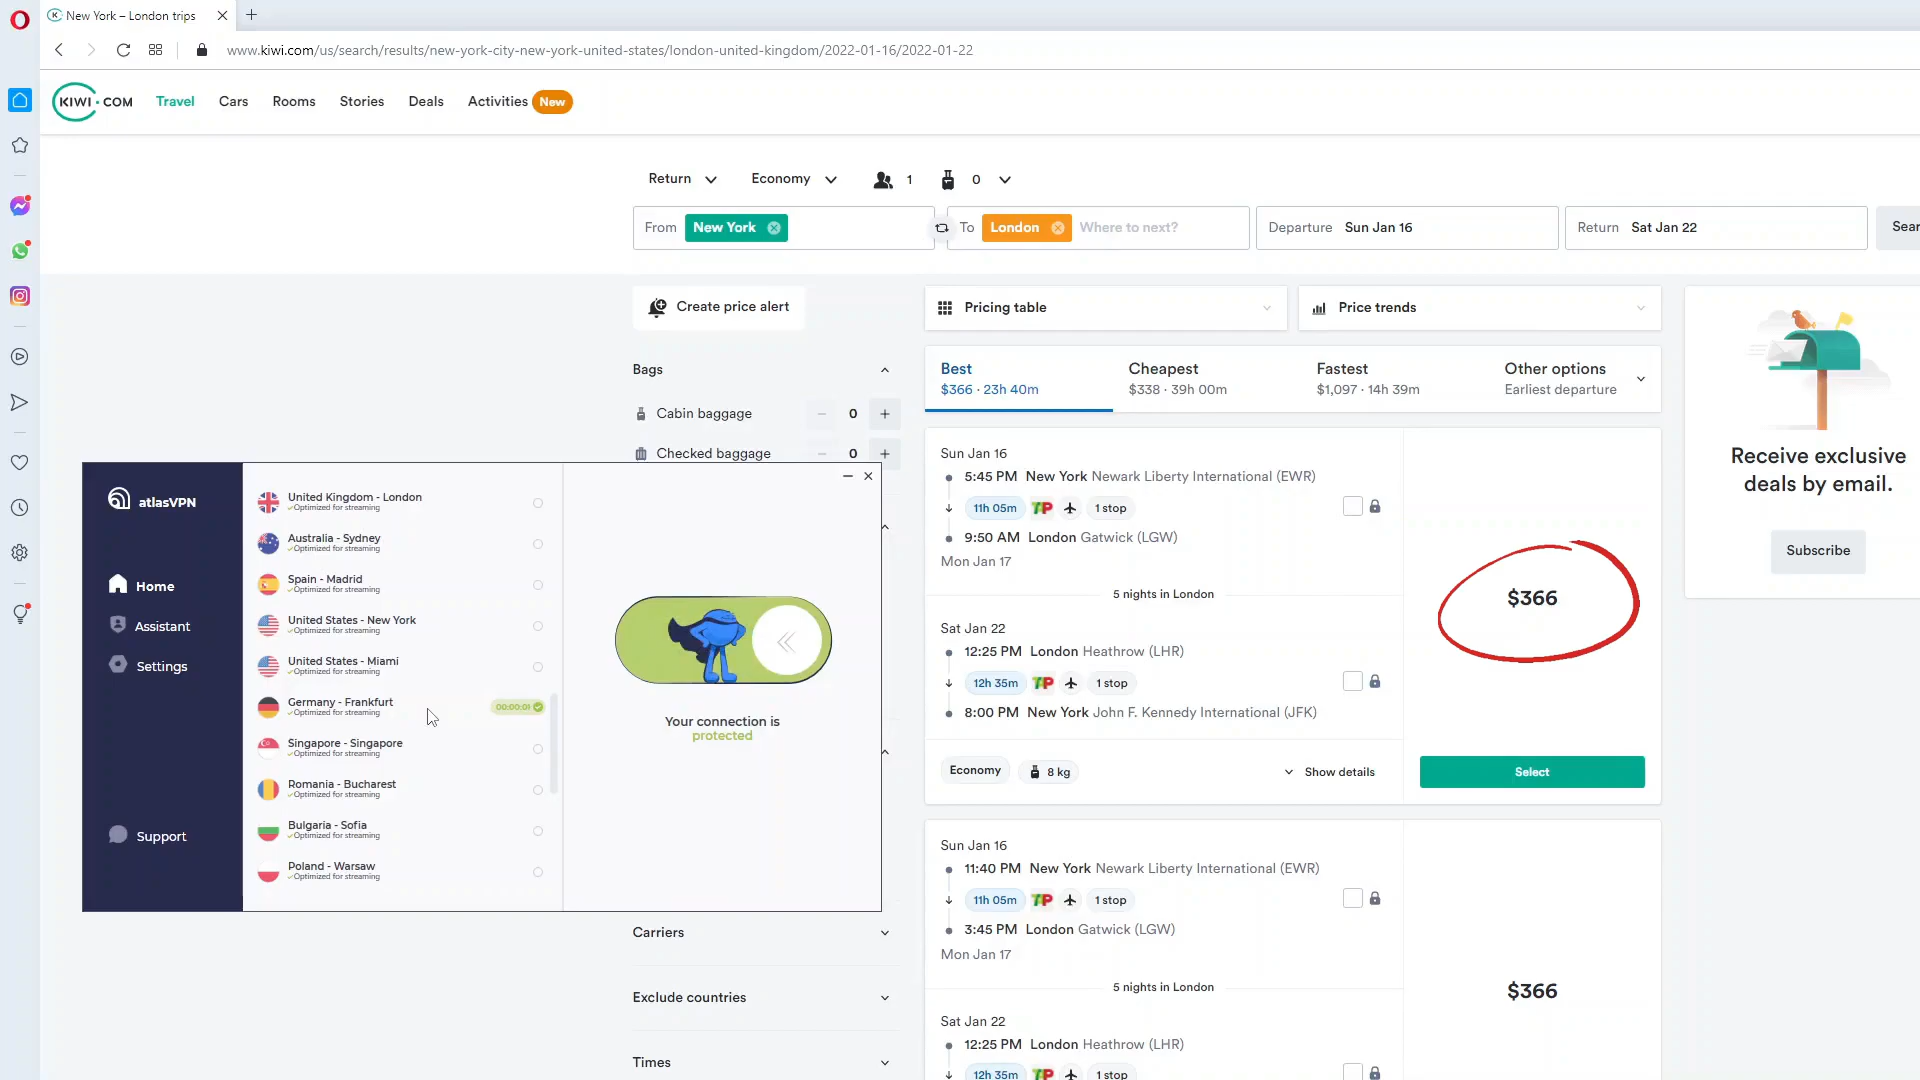 New York – London trips
www.kiwi.com/us/search/results/new-york-city-new-york-united-states/london-united-kingdom/2022-01-16/2022-01-22
KIWI.COM Travel Cars Rooms Stories Deals Activities New
Return Economy 1 0
From New York To London Where to next? Departure Sun Jan 16 Return Sat Jan 22
Create price alert
Pricing table
Price trends
Bags
Cabin baggage 0
Checked baggage 0
Best
$366 · 23h 40m
Cheapest
$338 · 39h 00m
Fastest
$1,097 · 14h 39m
Other options
Earliest departure
Sun Jan 16
5:45 PM New York Newark Liberty International (EWR)
11h 05m TP 1 stop
9:50 AM London Gatwick (LGW)
Mon Jan 17
5 nights in London
Sat Jan 22
12:25 PM London Heathrow (LHR)
12h 35m TP 1 stop
8:00 PM New York John F. Kennedy International (JFK)
Economy 8 kg Show details
$366
Select
Receive exclusive
deals by email.
Subscribe
atlasVPN
Home
Assistant
Settings
Support
United Kingdom - London
Optimized for streaming
Australia - Sydney
Optimized for streaming
Spain - Madrid
Optimized for streaming
United States - New York
Optimized for streaming
United States - Miami
Optimized for streaming
Germany - Frankfurt
Optimized for streaming
00:00:01
Singapore - Singapore
Optimized for streaming
Romania - Bucharest
Optimized for streaming
Bulgaria - Sofia
Optimized for streaming
Poland - Warsaw
Optimized for streaming
Your connection is
protected
Carriers
Exclude countries
Times
Sun Jan 16
11:40 PM New York Newark Liberty International (EWR)
11h 05m TP 1 stop
3:45 PM London Gatwick (LGW)
Mon Jan 17
5 nights in London
Sat Jan 22
12:25 PM London Heathrow (LHR)
12h 35m TP 1 stop
$366